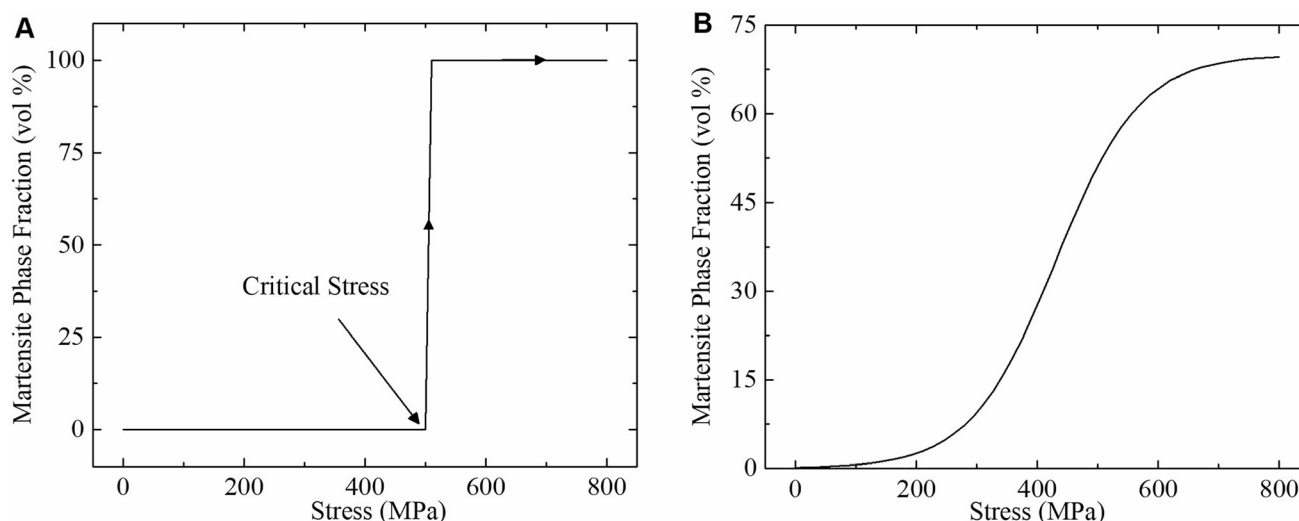 A
Martensite Phase Fraction (vol %)
100
75
50
25
0
Critical Stress
0 200 400 600 800
Stress (MPa)
B
Martensite Phase Fraction (vol %)
75
60
45
30
15
0
0 200 400 600 800
Stress (MPa)